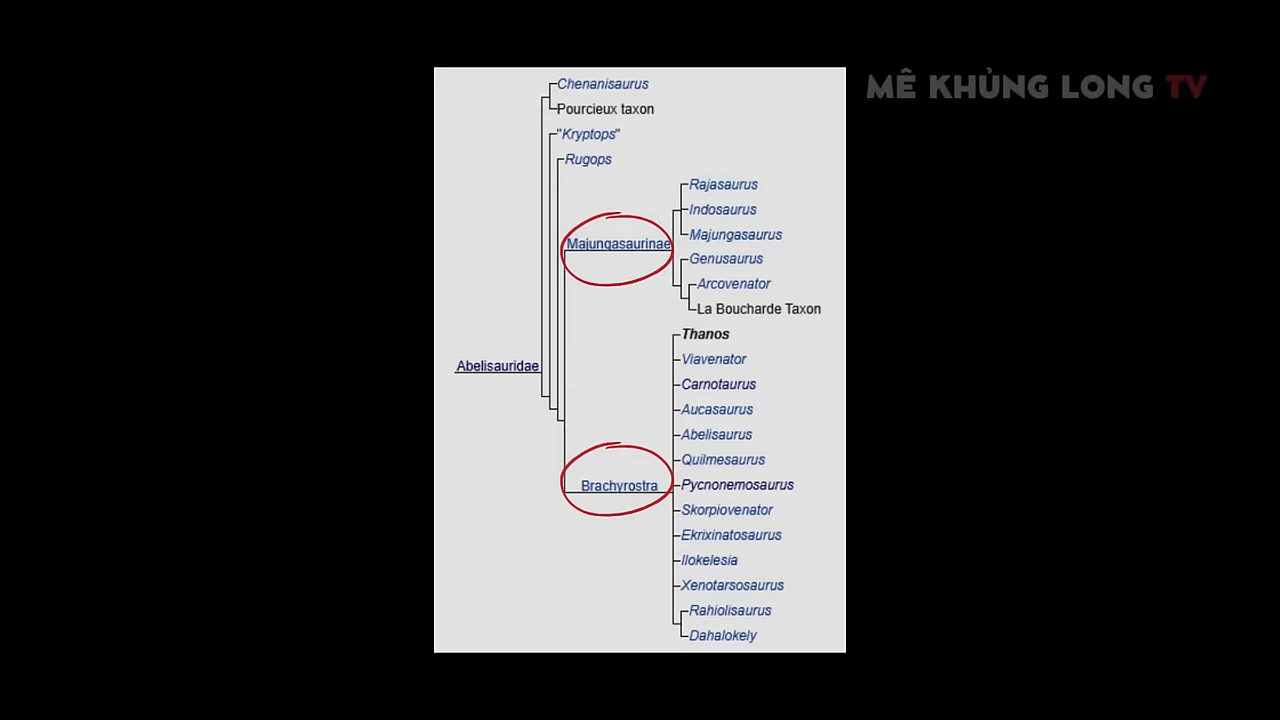 MÊ KHỦNG LONG TV
Chenanisaurus
Pourcieux taxon
"Kryptops"
Rugops
Rajasaurus
Indosaurus
Majungasaurus
Majungasaurinae
Genusaurus
Arcovenator
La Boucharde Taxon
Thanos
Viavenator
Abelisauridae
Carnotaurus
Aucasaurus
Abelisaurus
Quilmesaurus
Brachyrostra
Pycnonemosaurus
Skorpiovenator
Ekrixinatosaurus
Ilokelesia
Xenotarsosaurus
Rahiolisaurus
Dahalokely